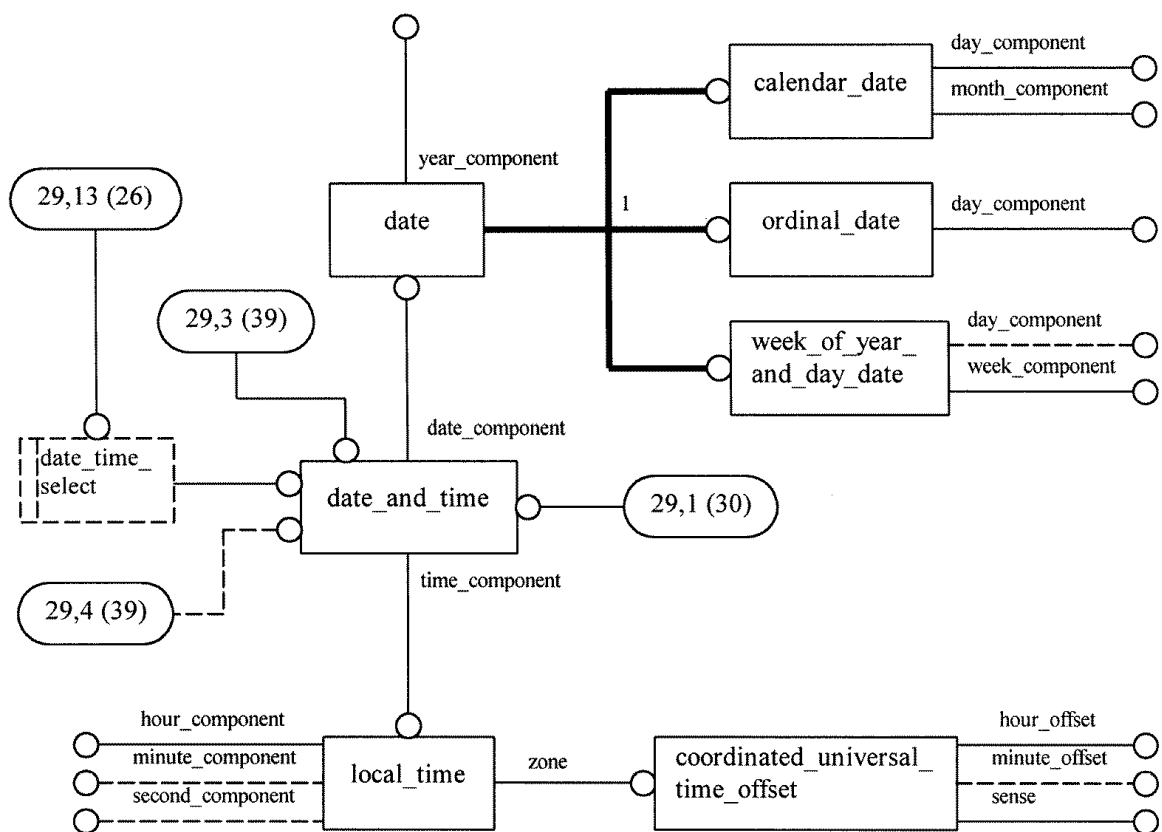 day_component
calendar_date
month_component
year_component
29,13 (26)
date
1
ordinal_date
day_component
29,3 (39)
week_of_year_
and_day_date
day_component
week_component
date_component
date_time_
select
date_and_time
29,1 (30)
time_component
29,4 (39)
hour_component
minute_component
second_component
local_time
zone
coordinated_universal_
time_offset
hour_offset
minute_offset
sense